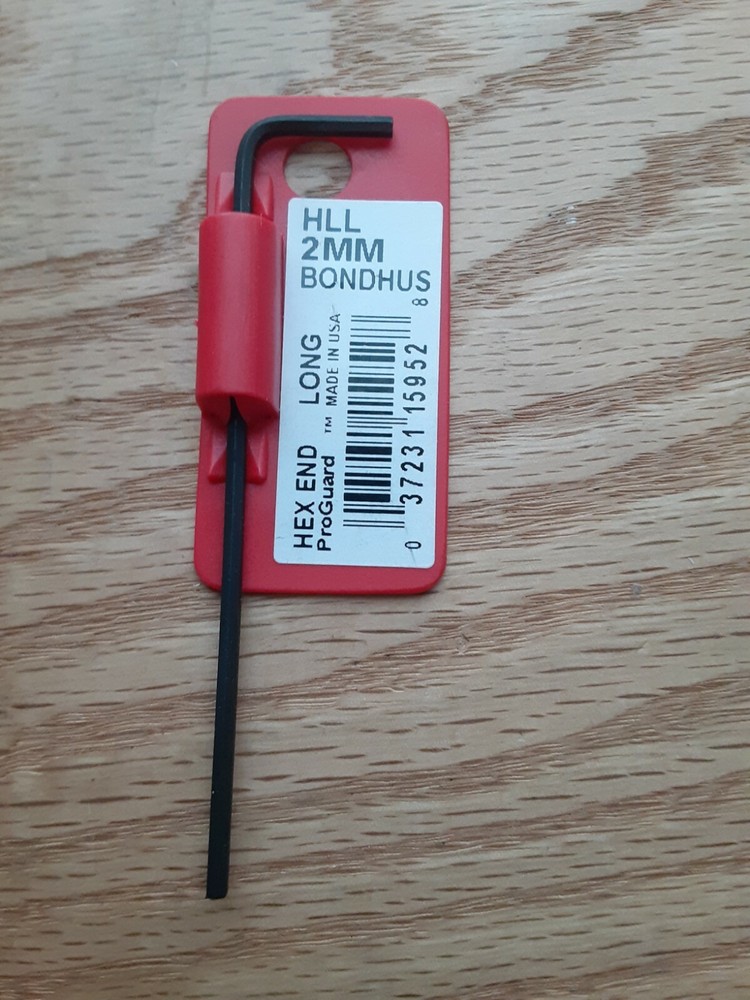 HLL
2MM
BONDHUS
HEX END LONG
ProGuard ™ MADE IN USA
0 37231 15952 8